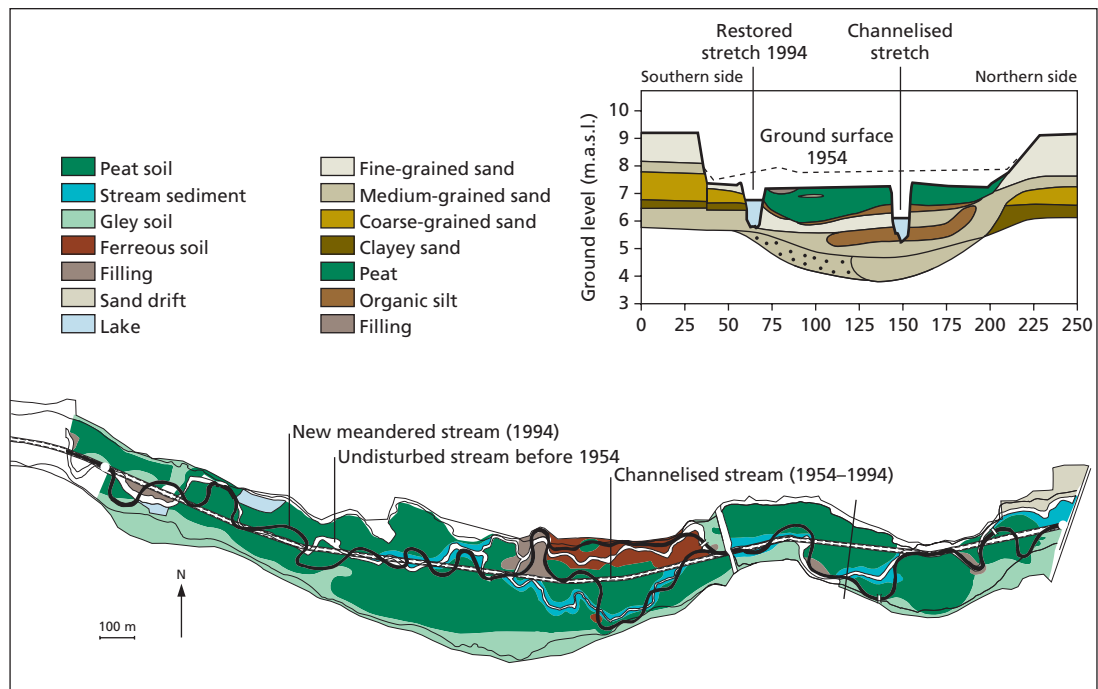 Restored
stretch 1994
Channelised
stretch
Southern side
Northern side
Ground level (m.a.s.l.)
10
9
8
7
6
5
4
3
Ground surface
1954
0 25 50 75 100 125 150 175 200 225 250
Peat soil
Stream sediment
Gley soil
Ferreous soil
Filling
Sand drift
Lake
Fine-grained sand
Medium-grained sand
Coarse-grained sand
Clayey sand
Peat
Organic silt
Filling
New meandered stream (1994)
Undisturbed stream before 1954
Channelised stream (1954–1994)
N
100 m